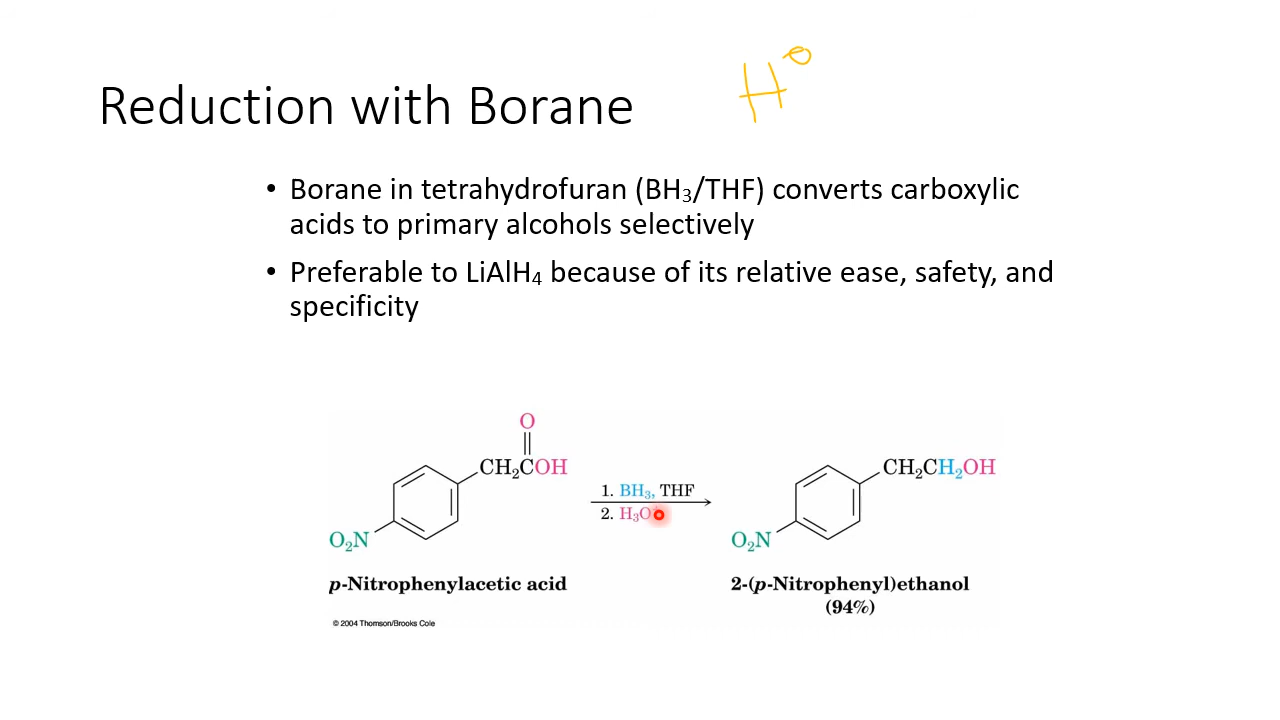 Reduction with Borane
H⊖
• Borane in tetrahydrofuran (BH₃/THF) converts carboxylic
acids to primary alcohols selectively
• Preferable to LiAlH₄ because of its relative ease, safety, and
specificity
O
CH₂COH
1. BH₃, THF
2. H₃O
CH₂CH₂OH
O₂N
O₂N
p-Nitrophenylacetic acid
2-(p-Nitrophenyl)ethanol
(94%)
© 2004 Thomson/Brooks Cole